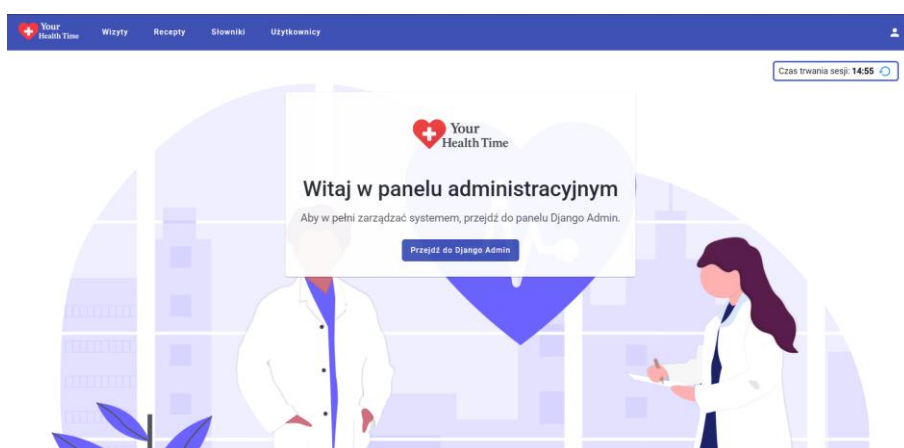 Your
Health Time
Wizyty Recepty Słowniki Użytkownicy
Czas trwania sesji: 14:55
Your
Health Time
Witaj w panelu administracyjnym
Aby w pełni zarządzać systemem, przejdź do panelu Django Admin.
Przejdź do Django Admin